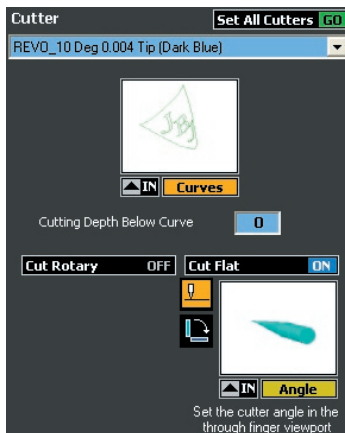 Cutter Set All Cutters GO
REVO_10 Deg 0.004 Tip (Dark Blue)
JBJ
IN Curves
Cutting Depth Below Curve 0
Cut Rotary OFF Cut Flat ON
IN Angle
Set the cutter angle in the
through finger viewport